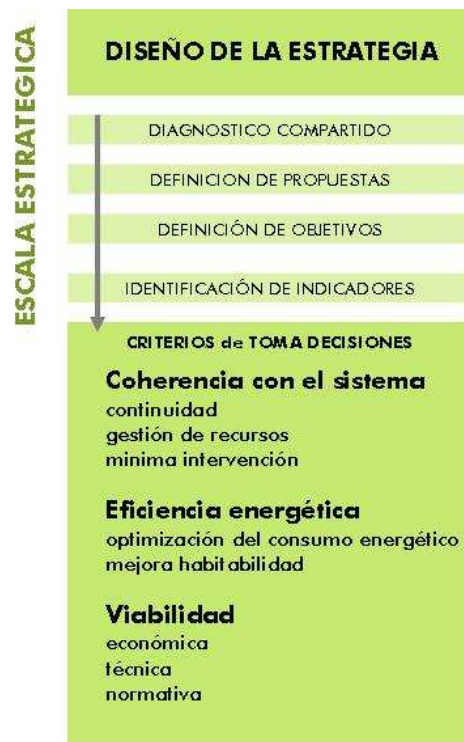 ESCALA ESTRATEGICA
DISEÑO DE LA ESTRATEGIA
DIAGNOSTICO COMPARTIDO
DEFINICION DE PROPUESTAS
DEFINICIÓN DE OBJETIVOS
IDENTIFICACIÓN DE INDICADORES
CRITERIOS de TOMA DECISIONES
Coherencia con el sistema
continuidad
gestión de recursos
minima intervención
Eficiencia energética
optimización del consumo energético
mejora habitabilidad
Viabilidad
económica
técnica
normativa